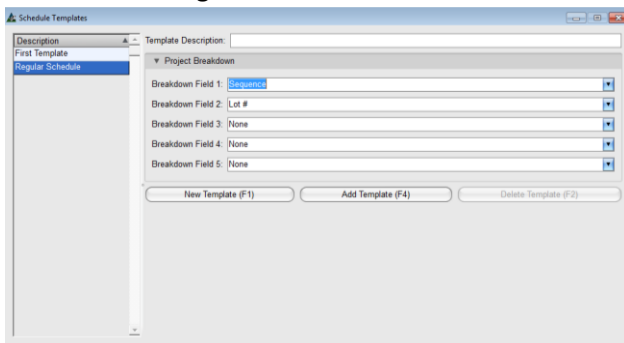 Schedule Templates
Description
First Template
Regular Schedule
Template Description:
▼ Project Breakdown
Breakdown Field 1: Sequence
Breakdown Field 2: Lot #
Breakdown Field 3: None
Breakdown Field 4: None
Breakdown Field 5: None
New Template (F1) Add Template (F4) Delete Template (F2)